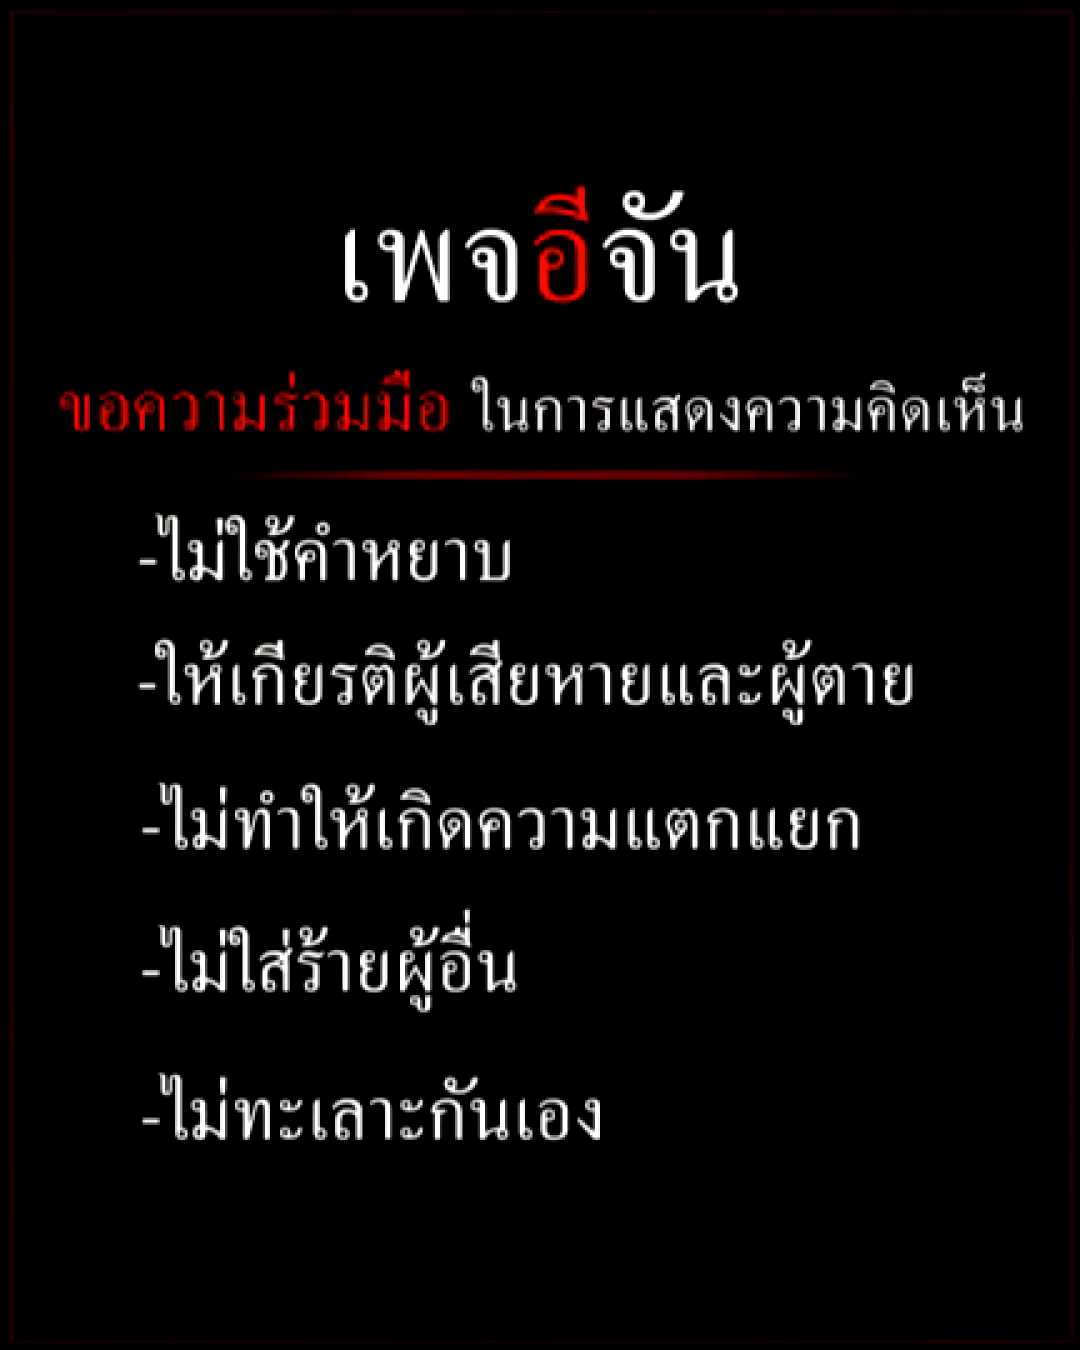 เพจอีจัน
ขอความร่วมมือ ในการแสดงความคิดเห็น
-ไม่ใช้คำหยาบ
-ให้เกียรติผู้เสียหายและผู้ตาย
-ไม่ทำให้เกิดความแตกแยก
-ไม่ใส่ร้ายผู้อื่น
-ไม่ทะเลาะกันเอง